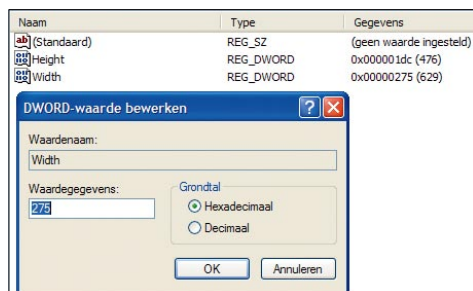 Naam Type Gegevens
(Standaard) REG_SZ (geen waarde ingesteld)
Height REG_DWORD 0x000001dc (476)
Width REG_DWORD 0x00000275 (629)
DWORD-waarde bewerken
Waardenaam:
Width
Waardegegevens:
275
Grondtal
Hexadecimaal
Decimaal
OK Annuleren